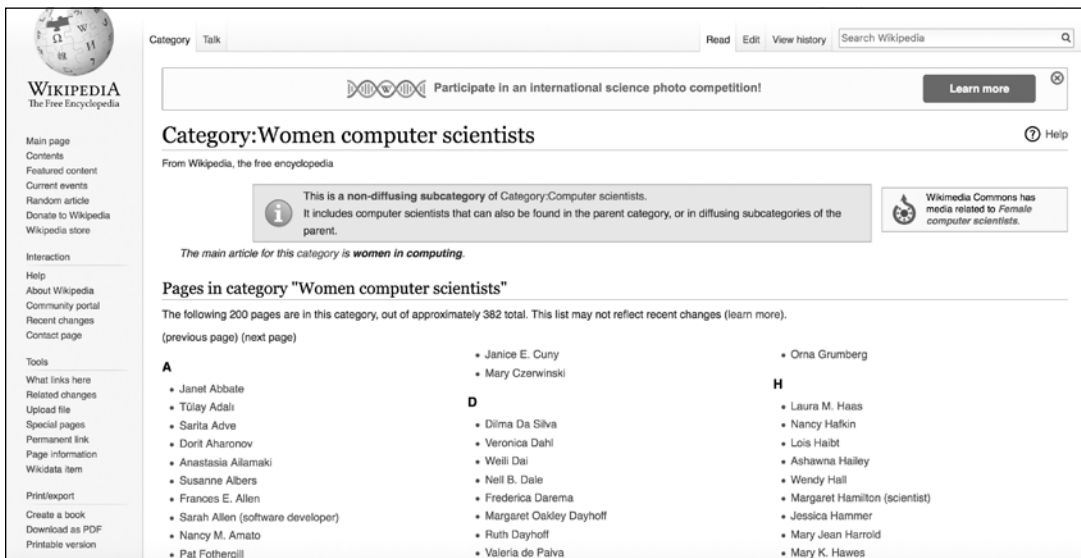 WIKIPEDIA
The Free Encyclopedia
Main page
Contents
Featured content
Current events
Random article
Donate to Wikipedia
Wikipedia store
Interaction
Help
About Wikipedia
Community portal
Recent changes
Contact page
Tools
What links here
Related changes
Upload file
Special pages
Permanent link
Page information
Wikidata item
Print/export
Create a book
Download as PDF
Printable version
Category Talk
Read Edit View history Search Wikipedia
Participate in an international science photo competition!
Learn more
Category:Women computer scientists
Help
From Wikipedia, the free encyclopedia
This is a non-diffusing subcategory of Category:Computer scientists.
It includes computer scientists that can also be found in the parent category, or in diffusing subcategories of the
parent.
Wikimedia Commons has
media related to Female
computer scientists.
The main article for this category is women in computing.
Pages in category "Women computer scientists"
The following 200 pages are in this category, out of approximately 382 total. This list may not reflect recent changes (learn more).
(previous page) (next page)
A
Janet Abbate
Tülay Adalı
Sarita Adve
Dorit Aharonov
Anastasia Ailamaki
Susanne Albers
Frances E. Allen
Sarah Allen (software developer)
Nancy M. Amato
Pat Fothergill
Janice E. Cuny
Mary Czerwinski
D
Dilma Da Silva
Veronica Dahl
Weili Dai
Nell B. Dale
Frederica Darema
Margaret Oakley Dayhoff
Ruth Dayhoff
Valeria de Paiva
Orna Grumberg
H
Laura M. Haas
Nancy Hafkin
Lois Haibt
Ashawna Hailey
Wendy Hall
Margaret Hamilton (scientist)
Jessica Hammer
Mary Jean Harrold
Mary K. Hawes